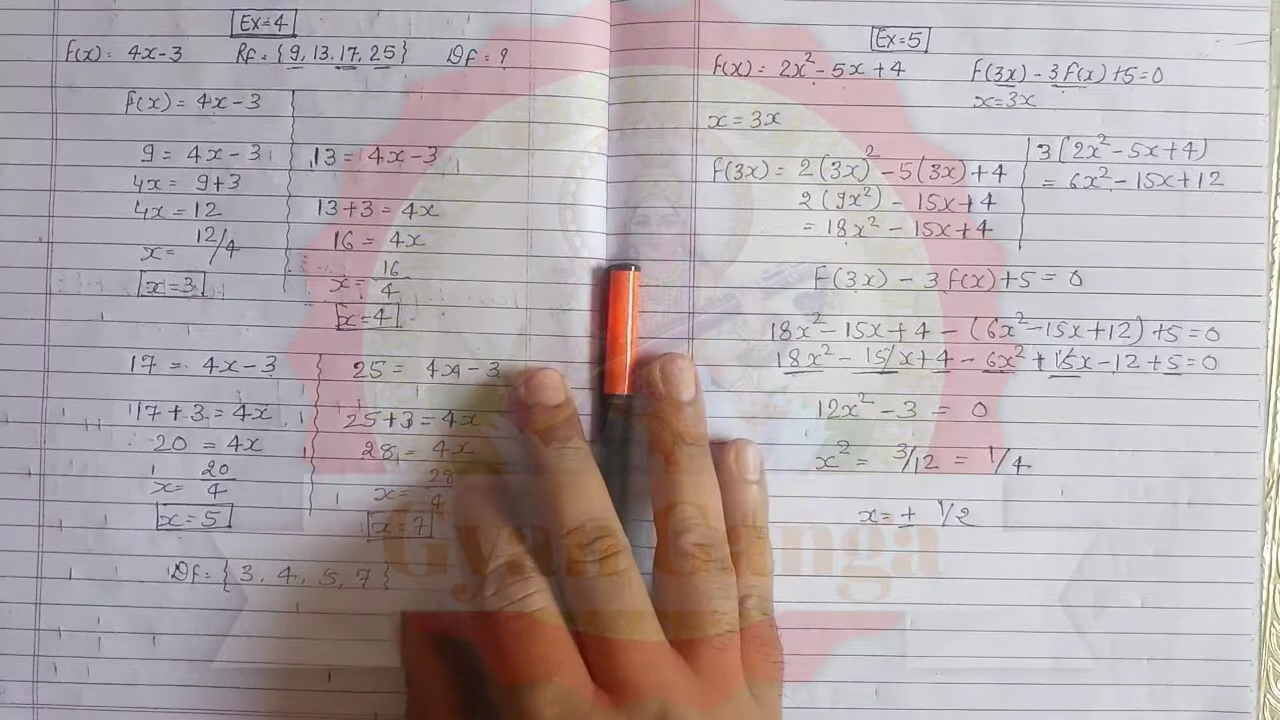 Ex=4
f(x) = 4x-3 Rf = {9, 13, 17, 25} Df = ?
f(x) = 4x-3
9 = 4x-3
4x = 9+3
4x = 12
x = 12/4
x=3
13 = 4x-3
13+3 = 4x
16 = 4x
x = 16/4
x=4
17 = 4x-3
17+3 = 4x
20 = 4x
x = 20/4
x=5
25 = 4x-3
25+3 = 4x
28 = 4x
x = 28/4
x=7
Df = {3, 4, 5, 7}
Ex=5
f(x) = 2x²-5x+4 f(3x) - 3f(x)+5=0
x=3x
x=3x
f(3x) = 2(3x)² -5(3x)+4
2(9x²) - 15x+4
= 18x² - 15x+4
3(2x²-5x+4)
= 6x²-15x+12
f(3x) - 3f(x)+5 = 0
18x²-15x+4 - (6x²-15x+12)+5=0
18x² - 15x+4 - 6x²+15x-12+5=0
12x²-3 = 0
x² = 3/12 = 1/4
x= ± 1/2
Gyan Ganga